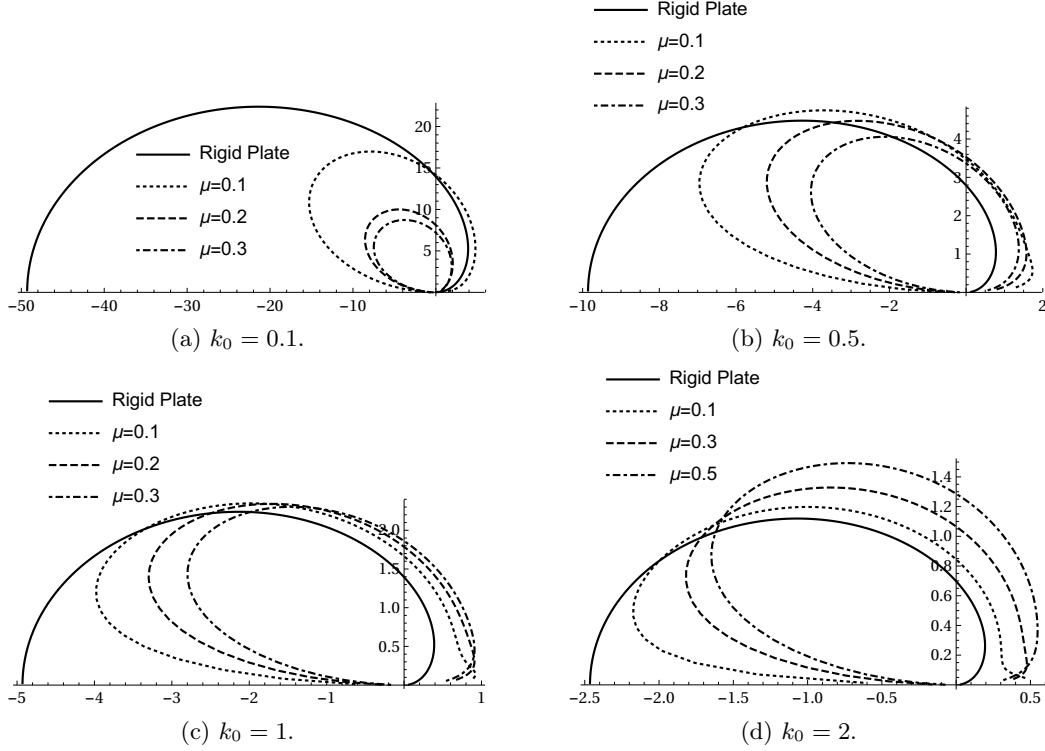 Rigid Plate
μ=0.1
μ=0.2
μ=0.3
20
15
10
5
−50 −40 −30 −20 −10
(a) k0 = 0.1.
Rigid Plate
μ=0.1
μ=0.2
μ=0.3
4
3
2
1
−10 −8 −6 −4 −2 2
(b) k0 = 0.5.
Rigid Plate
μ=0.1
μ=0.2
μ=0.3
2.0
1.5
1.0
0.5
−5 −4 −3 −2 −1 1
(c) k0 = 1.
Rigid Plate
μ=0.1
μ=0.3
μ=0.5
1.4
1.2
1.0
0.8
0.6
0.4
0.2
−2.5 −2.0 −1.5 −1.0 −0.5 0.5
(d) k0 = 2.